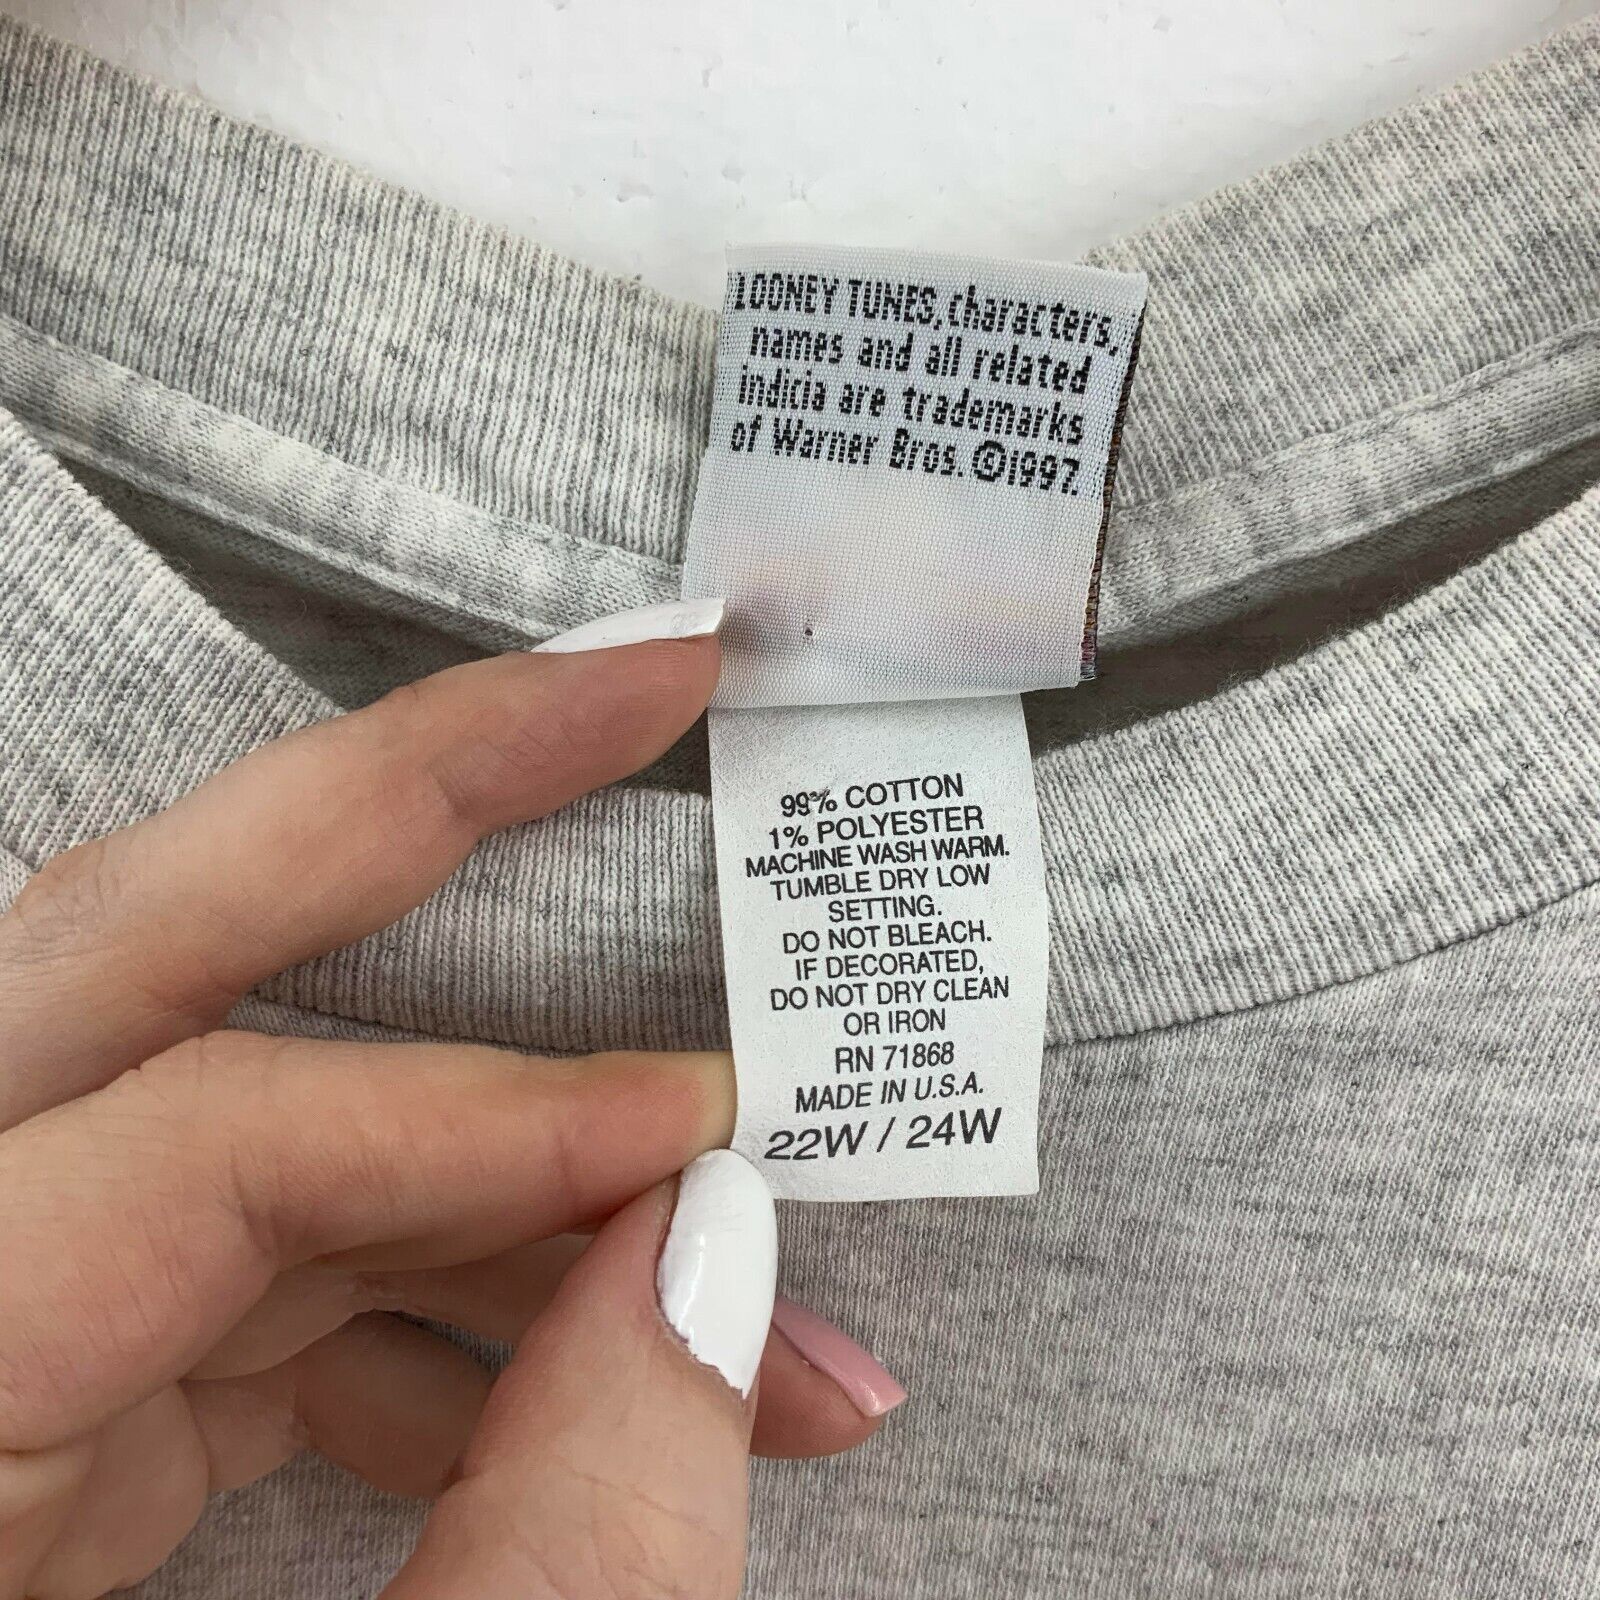 LOONEY TUNES, characters,
names and all related
indicia are trademarks
of Warner Bros. ©1997.
99% COTTON
1% POLYESTER
MACHINE WASH WARM.
TUMBLE DRY LOW
SETTING.
DO NOT BLEACH.
IF DECORATED,
DO NOT DRY CLEAN
OR IRON
RN 71868
MADE IN U.S.A.
22W / 24W